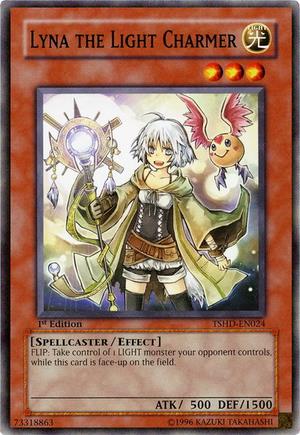 LYNA THE LIGHT CHARMER
LIGHT
光
1st Edition
TSHD-EN024
[SPELLCASTER / EFFECT]
FLIP: Take control of 1 LIGHT monster your opponent controls,
while this card is face-up on the field.
ATK/ 500 DEF/1500
73318863
©1996 KAZUKI TAKAHASHI